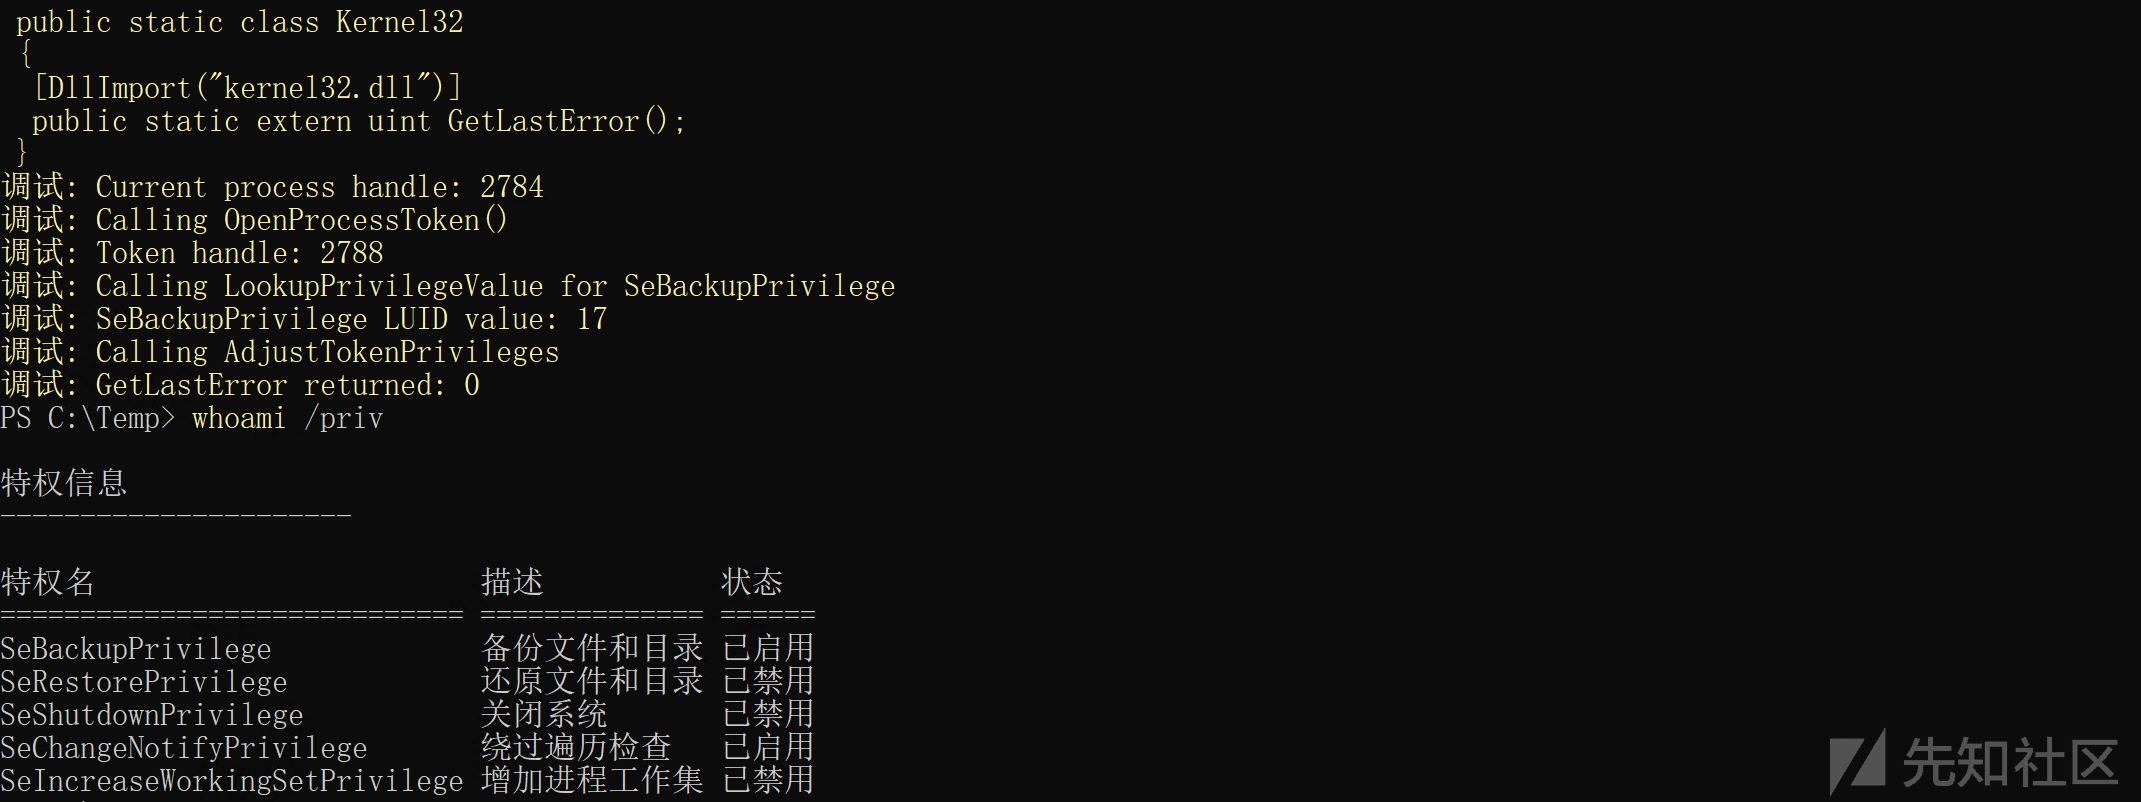 public static class Kernel32
{
[DllImport("kernel32.dll")]
public static extern uint GetLastError();
}
调试: Current process handle: 2784
调试: Calling OpenProcessToken()
调试: Token handle: 2788
调试: Calling LookupPrivilegeValue for SeBackupPrivilege
调试: SeBackupPrivilege LUID value: 17
调试: Calling AdjustTokenPrivileges
调试: GetLastError returned: 0
PS C:\Temp> whoami /priv
特权信息
----------------------
特权名 描述 状态
============================= ============== ======
SeBackupPrivilege 备份文件和目录 已启用
SeRestorePrivilege 还原文件和目录 已禁用
SeShutdownPrivilege 关闭系统 已禁用
SeChangeNotifyPrivilege 绕过遍历检查 已启用
SeIncreaseWorkingSetPrivilege 增加进程工作集 已禁用
先知社区